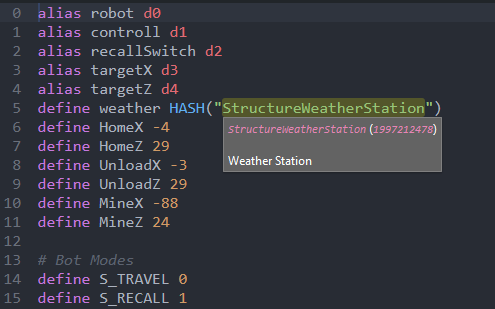 0 alias robot d0
1 alias controll d1
2 alias recallSwitch d2
3 alias targetX d3
4 alias targetZ d4
5 define weather HASH("StructureWeatherStation")
6 define HomeX -4
StructureWeatherStation (1997212478)
7 define HomeZ 29
8 define UnloadX -3
Weather Station
9 define UnloadZ 29
10 define MineX -88
11 define MineZ 24
12
13 # Bot Modes
14 define S_TRAVEL 0
15 define S_RECALL 1